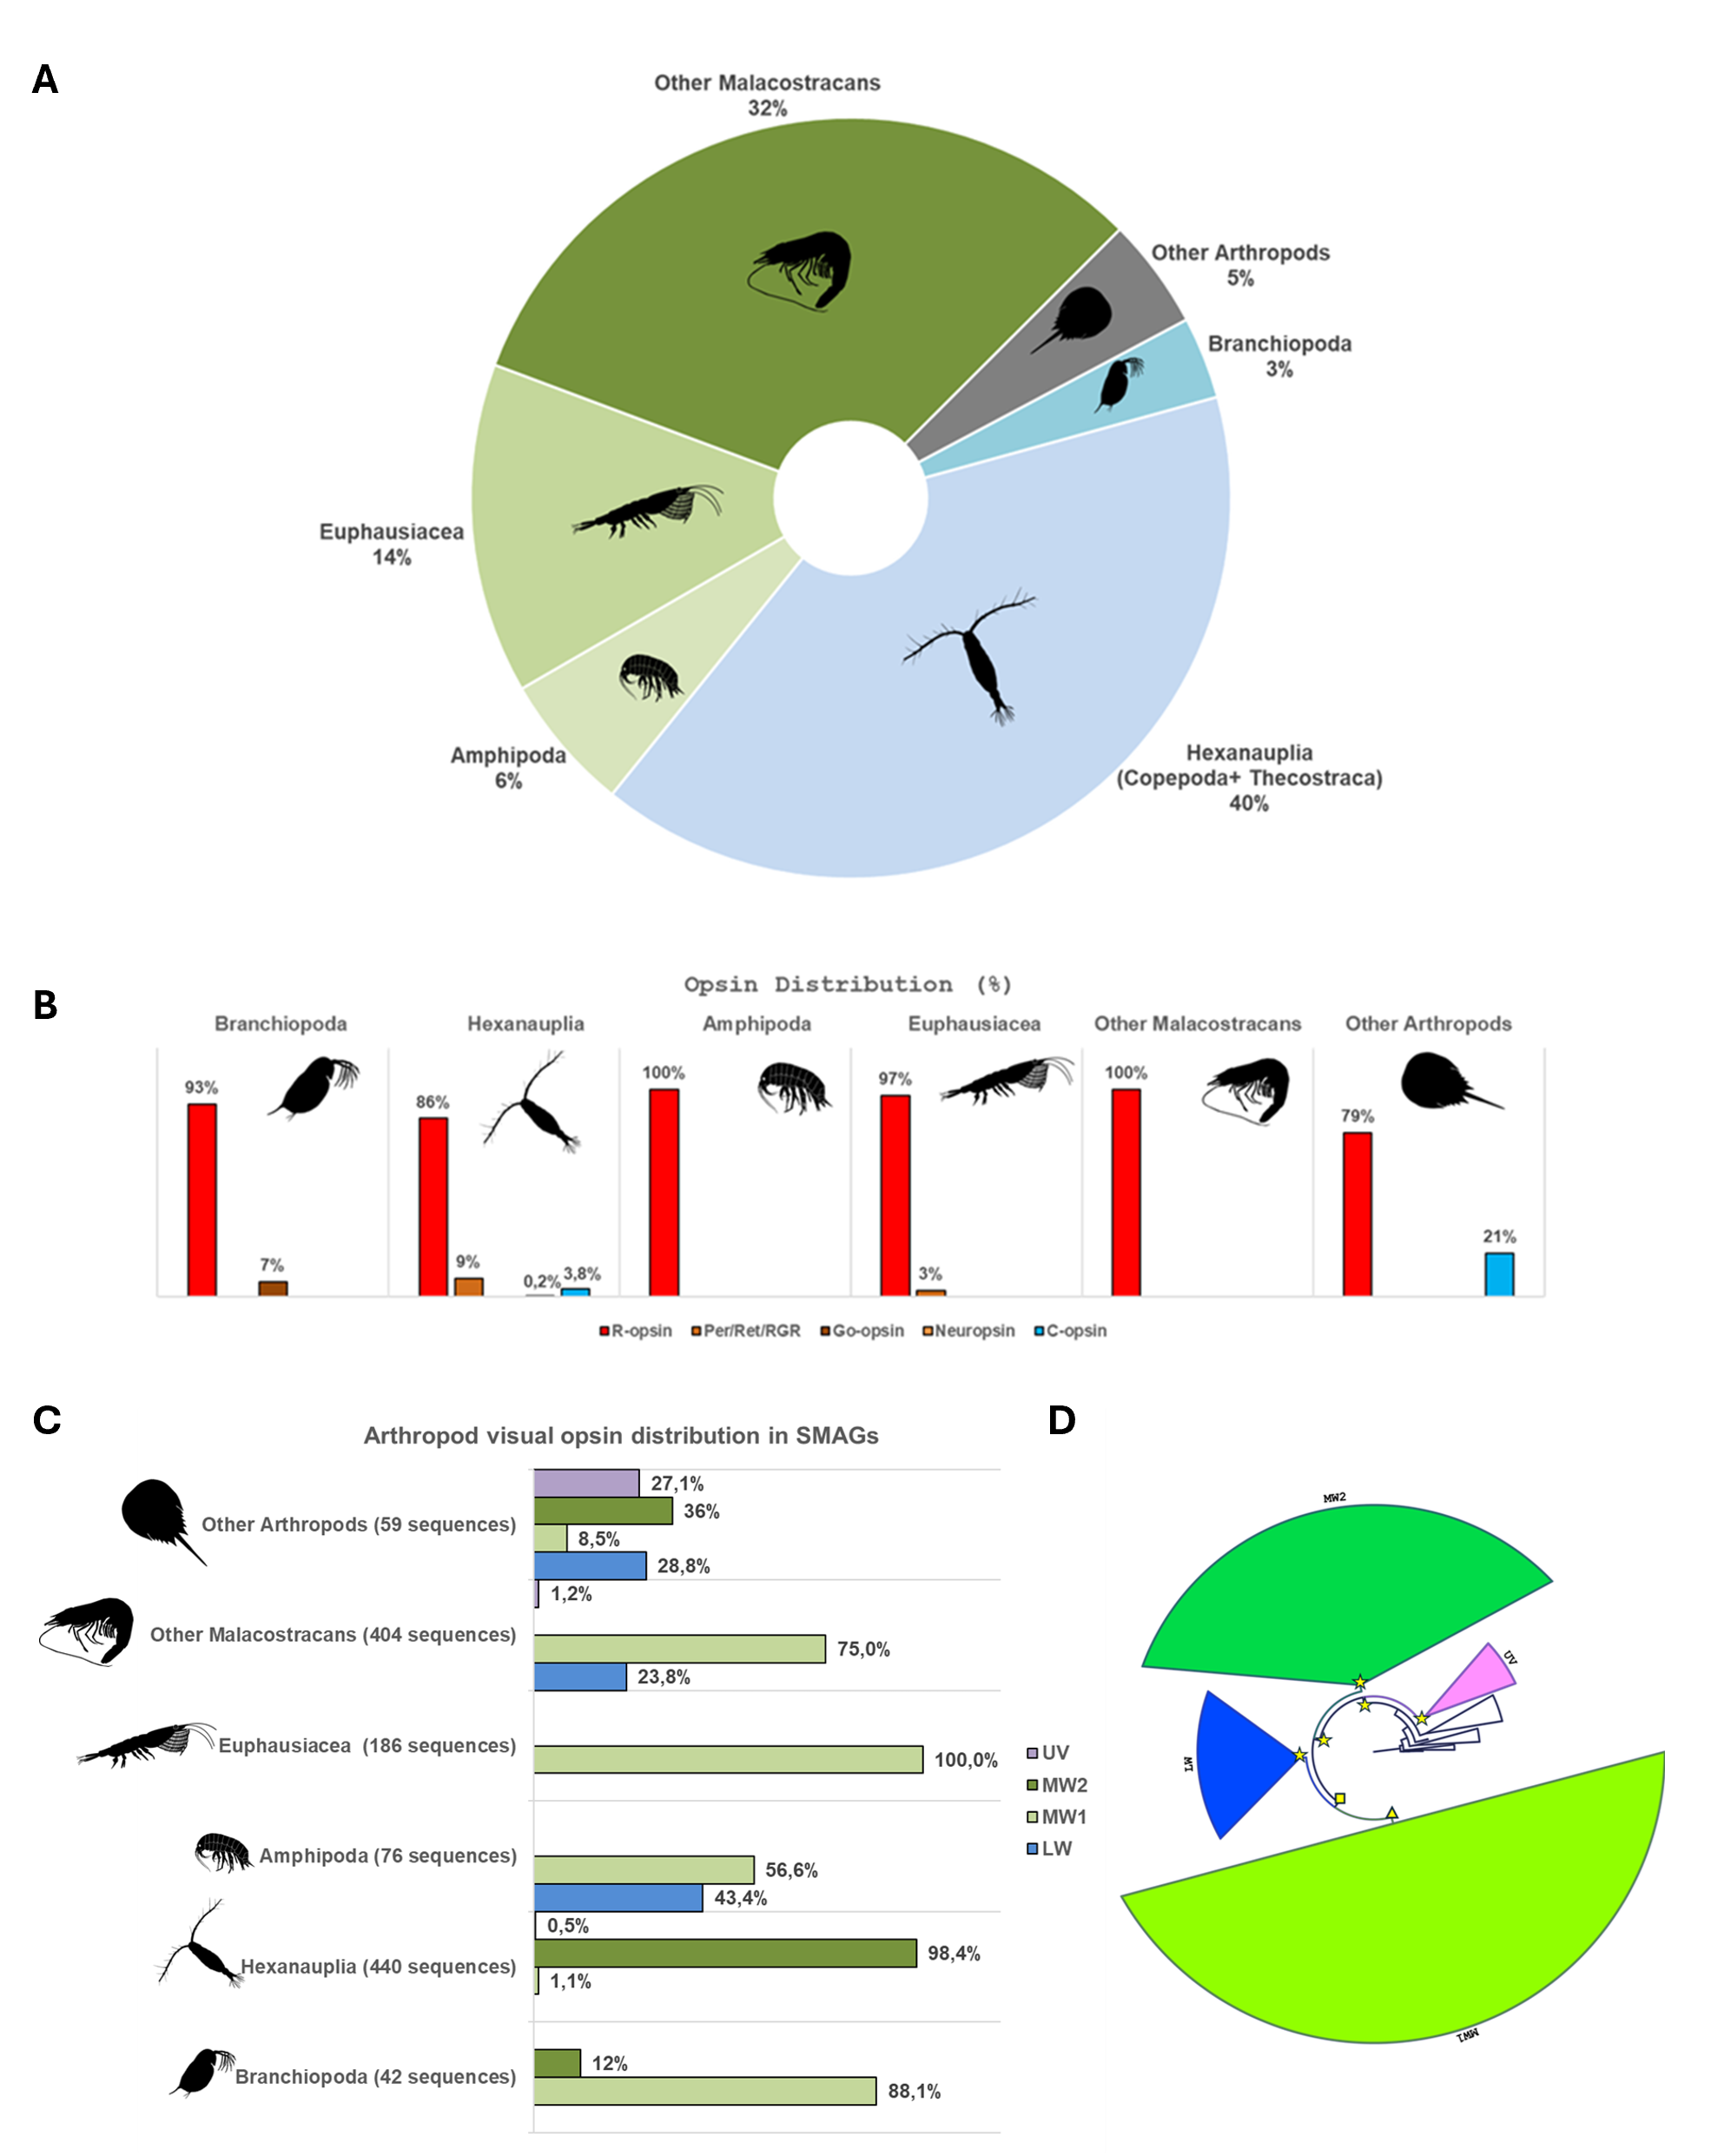 A
Other Malacostracans
32%
Other Arthropods
5%
Branchiopoda
3%
Euphausiacea
14%
Amphipoda
6%
Hexanauplia
(Copepoda+ Thecostraca)
40%
B
Opsin Distribution (%)
Branchiopoda
Hexanauplia
Amphipoda
Euphausiacea
Other Malacostracans
Other Arthropods
93%
7%
86%
9%
0,2%
3,8%
100%
97%
3%
100%
79%
21%
R-opsin
Per/Ret/RGR
Go-opsin
Neuropsin
C-opsin
C
Arthropod visual opsin distribution in SMAGs
Other Arthropods (59 sequences)
27,1%
36%
8,5%
28,8%
Other Malacostracans (404 sequences)
1,2%
75,0%
23,8%
Euphausiacea (186 sequences)
100,0%
Amphipoda (76 sequences)
56,6%
43,4%
Hexanauplia (440 sequences)
0,5%
98,4%
1,1%
Branchiopoda (42 sequences)
12%
88,1%
UV
MW2
MW1
LW
D
MW2
UV
LW
MW1